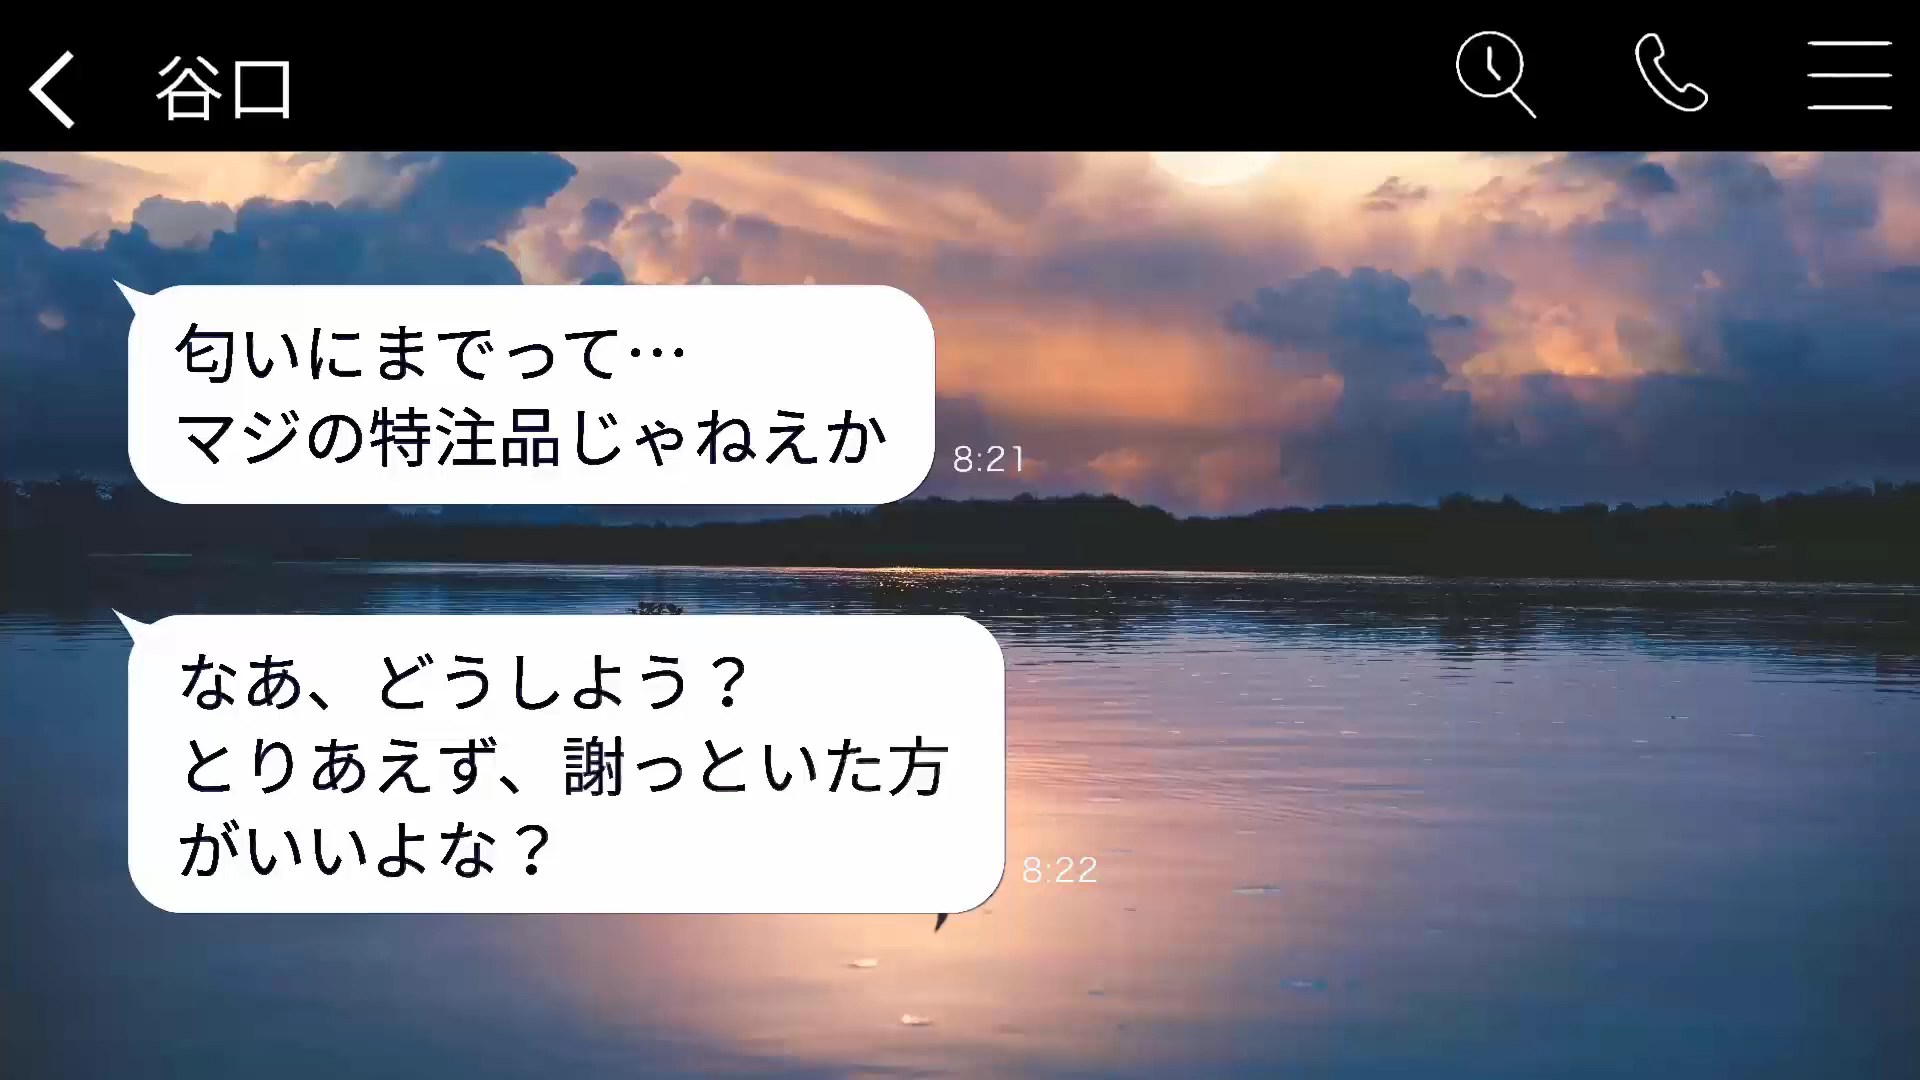 谷口
匂いにまでって…
マジの特注品じゃねえか
8:21
なあ、どうしよう？
とりあえず、謝っといた方
がいいよな？
8:22